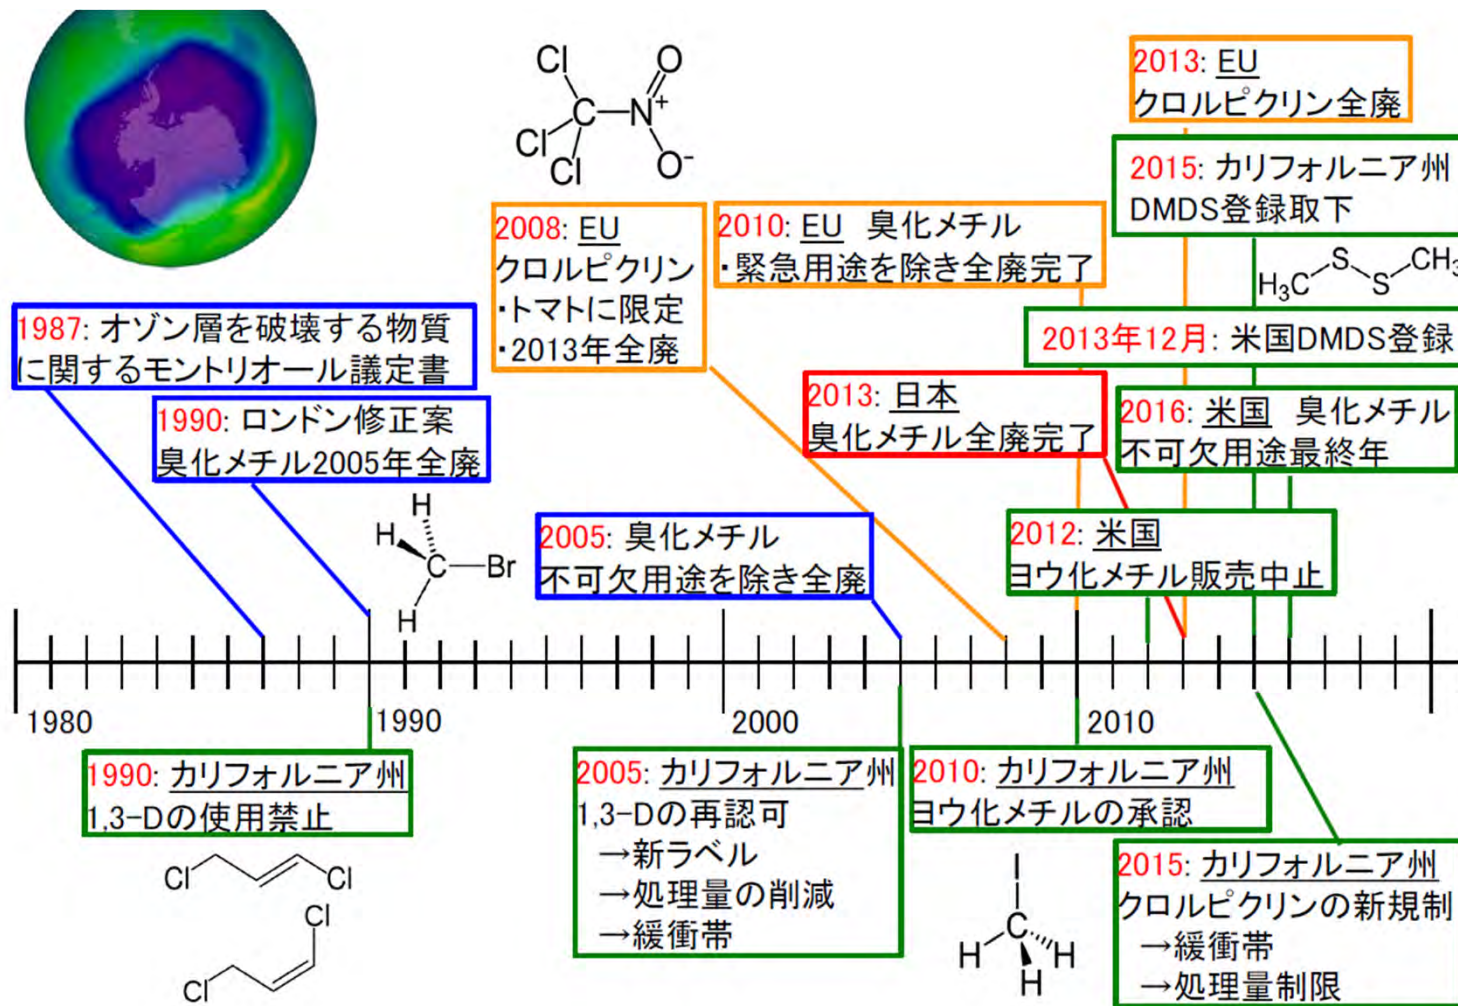 2013: EU
クロルピクリン全廃
2015: カリフォルニア州
DMDS登録取下
Cl
O
C
N+
Cl
Cl
O-
2008: EU
クロルピクリン
・トマトに限定
・2013年全廃
2010: EU 臭化メチル
・緊急用途を除き全廃完了
S
CH3
H3C
S
1987: オゾン層を破壊する物質
に関するモントリオール議定書
2013年12月: 米国DMDS登録
1990: ロンドン修正案
臭化メチル2005年全廃
2013: 日本
臭化メチル全廃完了
2016: 米国 臭化メチル
不可欠用途最終年
H
H
C
Br
H
2005: 臭化メチル
不可欠用途を除き全廃
2012: 米国
ヨウ化メチル販売中止
1980
1990
2000
2010
1990: カリフォルニア州
1,3-Dの使用禁止
Cl
Cl
Cl
Cl
2005: カリフォルニア州
1,3-Dの再認可
→新ラベル
→処理量の削減
→緩衝帯
2010: カリフォルニア州
ヨウ化メチルの承認
I
C
H
H
H
2015: カリフォルニア州
クロルピクリンの新規制
→緩衝帯
→処理量制限